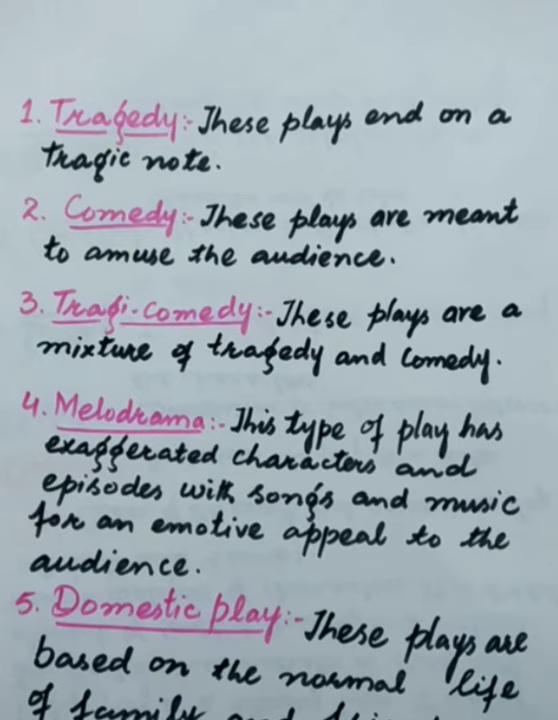 1. Tragedy:- These plays end on a
tragic note.
2. Comedy:- These plays are meant
to amuse the audience.
3. Tragi-comedy:- These plays are a
mixture of tragedy and comedy.
4. Melodrama:- This type of play has
exaggerated characters and
episodes with songs and music
for an emotive appeal to the
audience.
5. Domestic play:- These plays are
based on the normal life
of family and